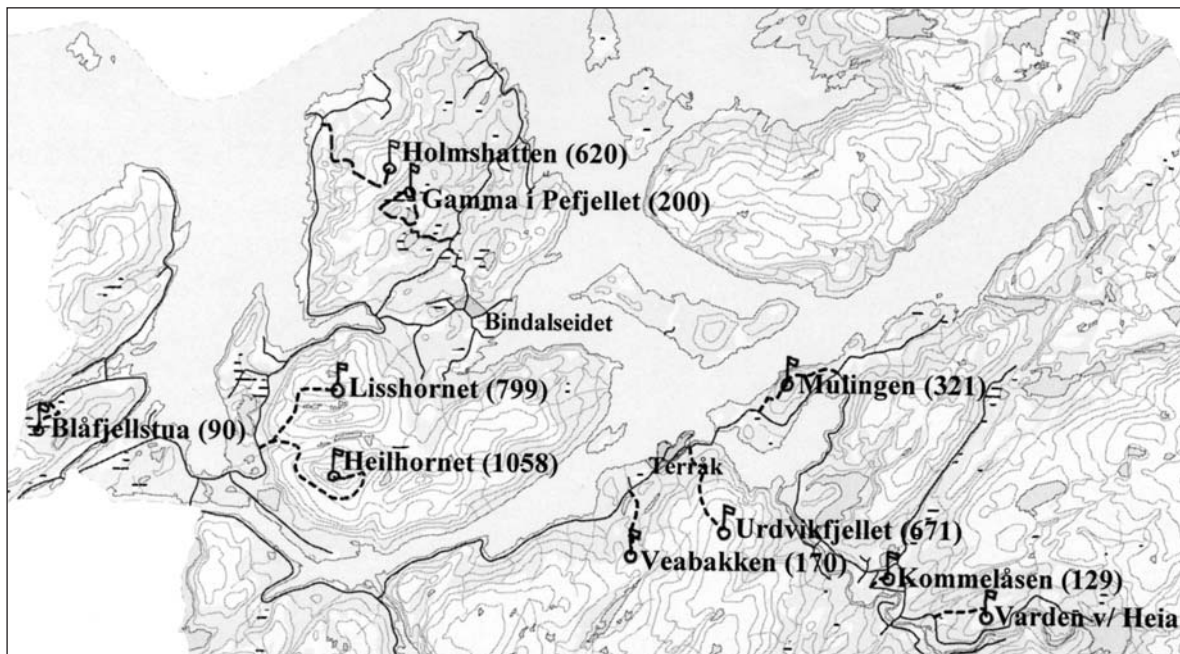 Holmshatten (620)
Gamma i Pefjellet (200)
Bindalseidet
Lisshornet (799)
Mulingen (321)
Blåfjellstua (90)
Heilhornet (1058)
Terråk
Urdvikfjellet (671)
Veabakken (170)
Kommelåsen (129)
Varden v/ Heia